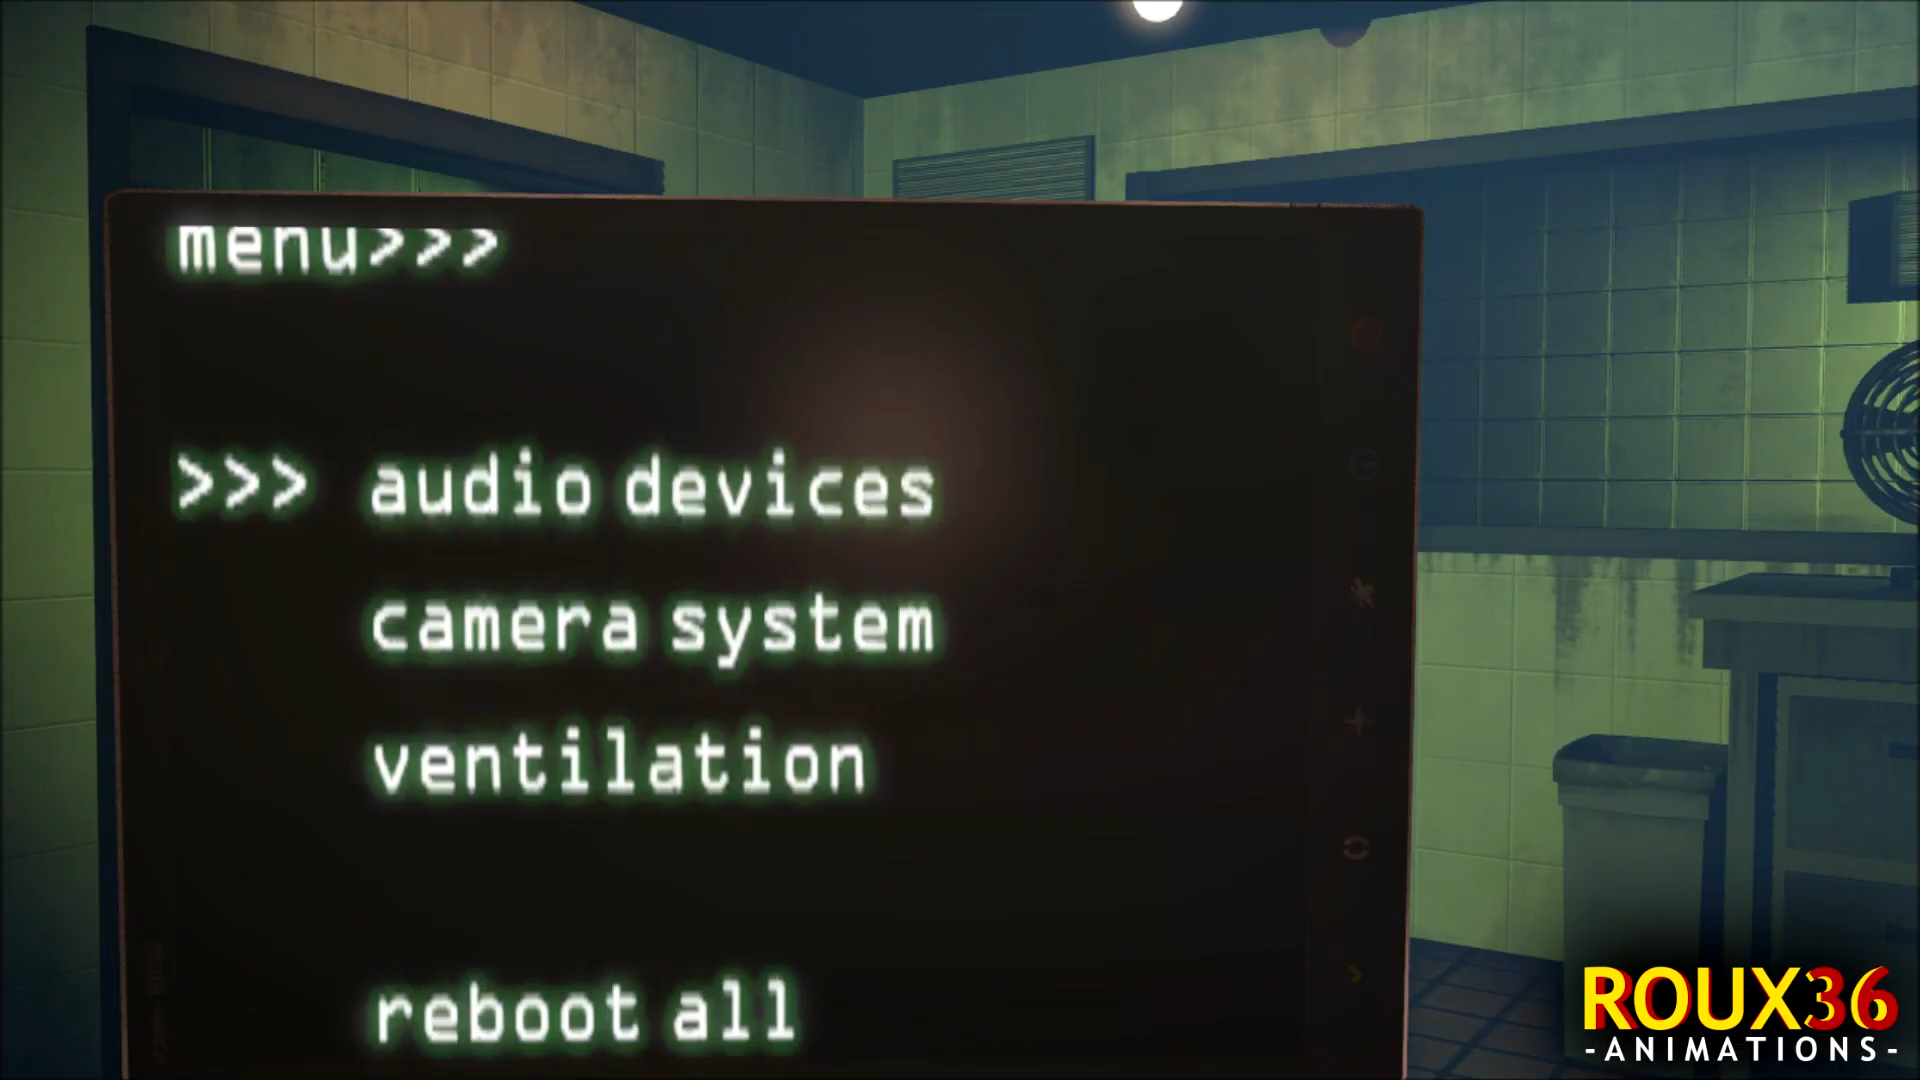 menu>>>
>>> audio devices
camera system
ventilation
reboot all
ROUX36
-ANIMATIONS-